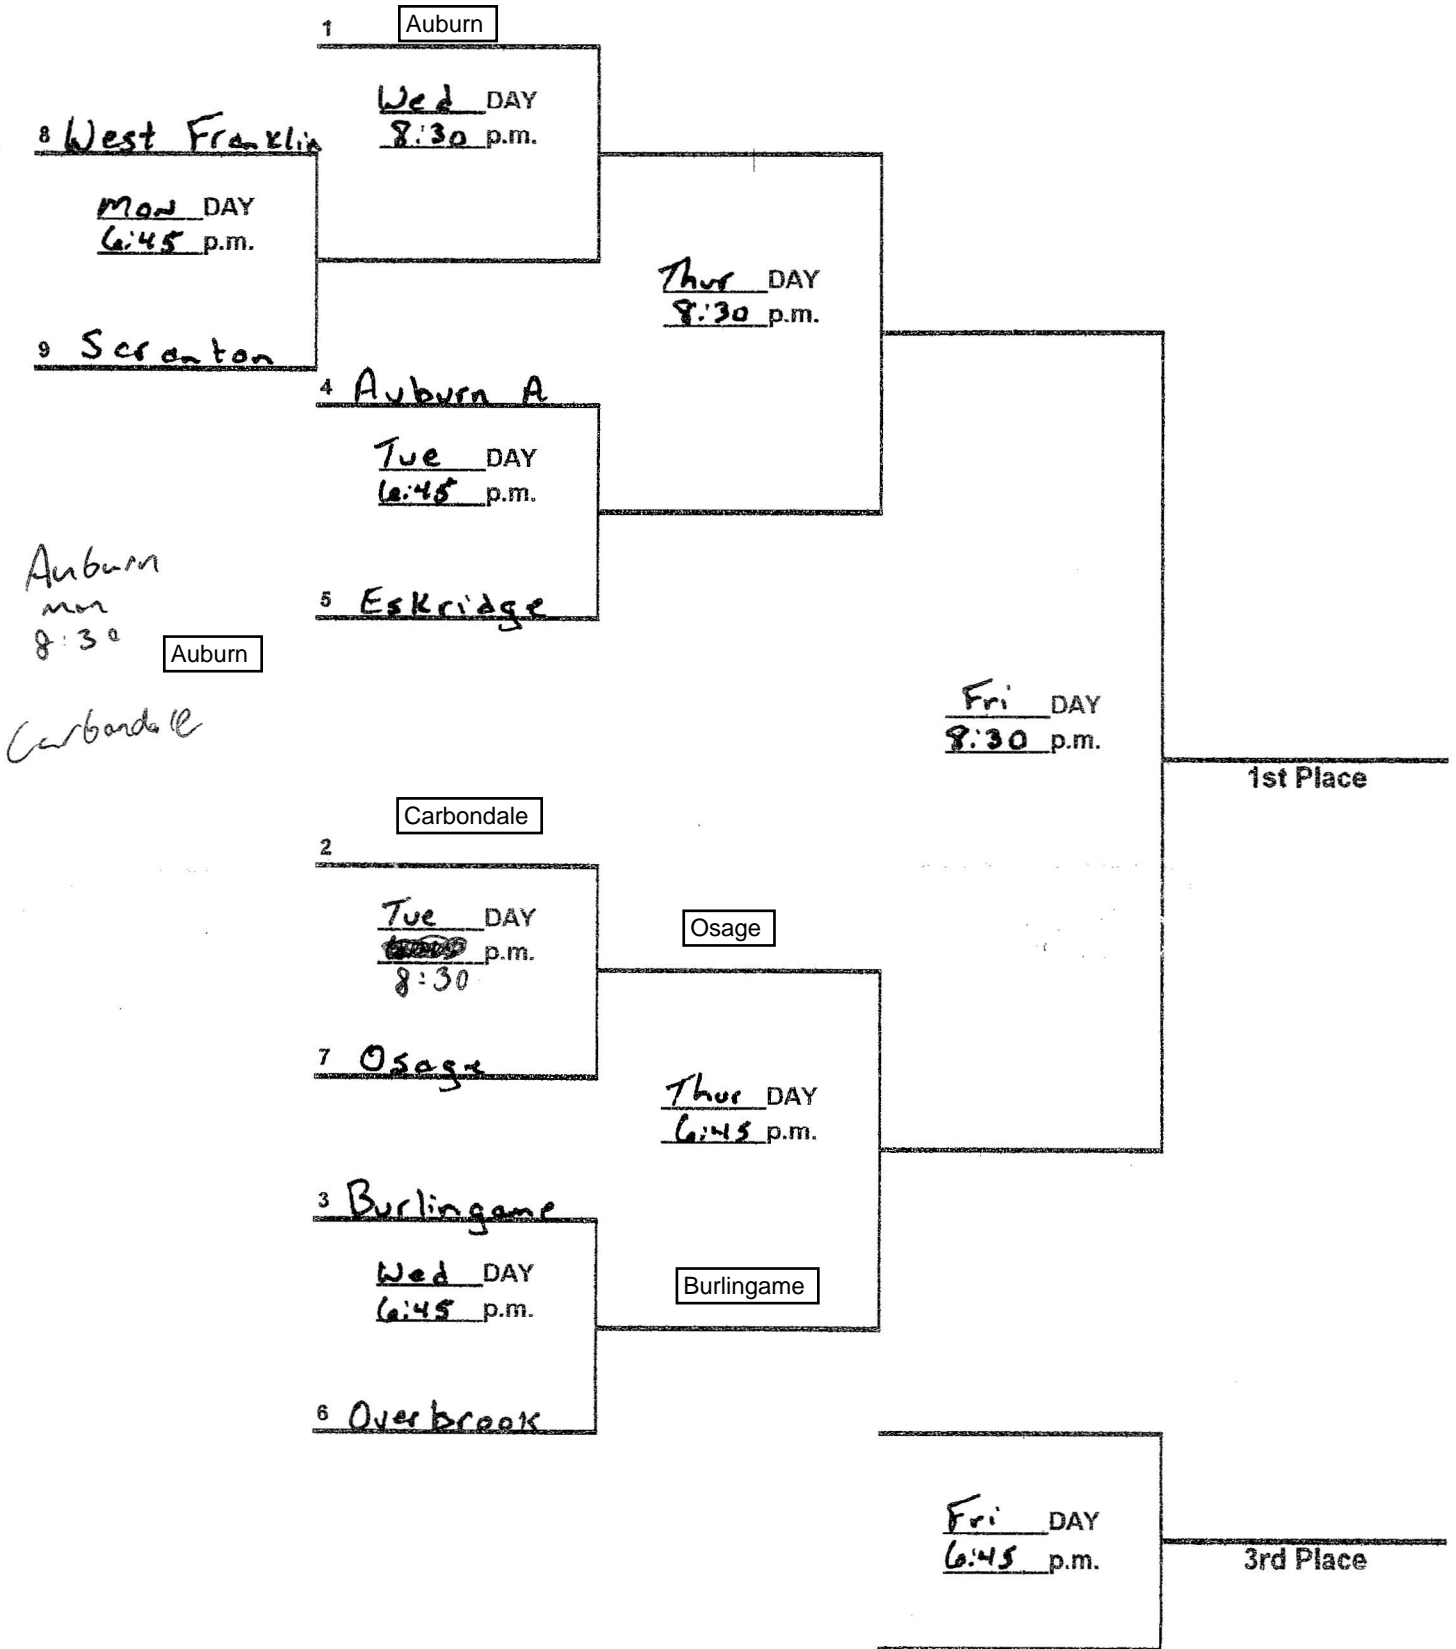 1 Auburn
Wed DAY
8:30 p.m.
8 West Franklin
Mon DAY
6:45 p.m.
9 Scranton
Thur DAY
8:30 p.m.
4 Auburn A
Tue DAY
6:45 p.m.
5 Eskridge
Auburn
mon
8:30
Auburn
Carbondale
Fri DAY
8:30 p.m.
1st Place
Carbondale
2
Tue DAY
p.m.
8:30
Osage
7 Osage
Thur DAY
6:45 p.m.
3 Burlingame
Wed DAY
6:45 p.m.
Burlingame
6 Overbrook
Fri DAY
6:45 p.m.
3rd Place